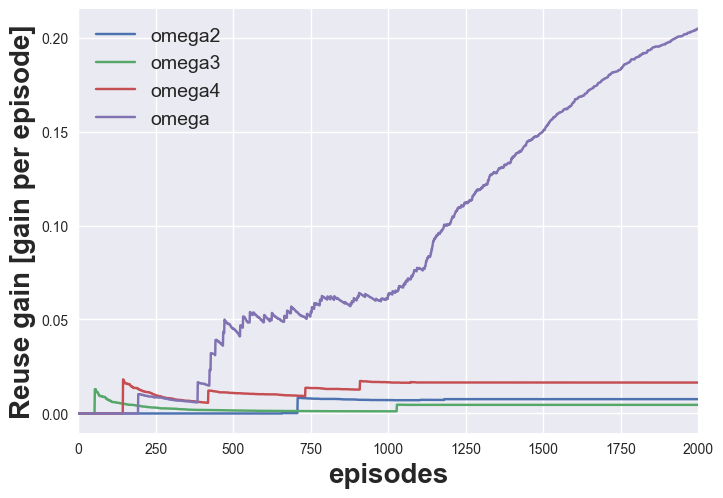 Reuse gain [gain per episode]
0.20
0.15
0.10
0.05
0.00
omega2
omega3
omega4
omega
0 250 500 750 1000 1250 1500 1750 2000
episodes